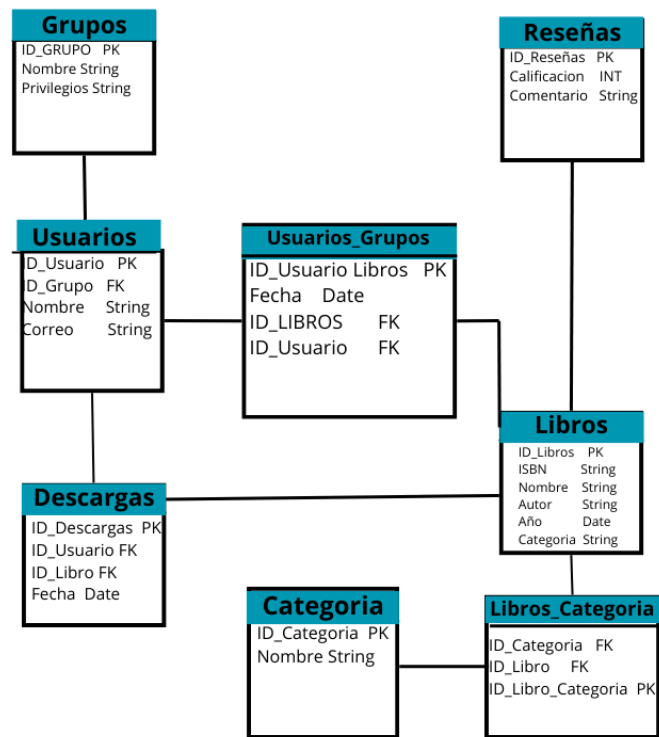 Grupos
ID_GRUPO PK
Nombre String
Privilegios String
Reseñas
ID_Reseñas PK
Calificacion INT
Comentario String
Usuarios
ID_Usuario PK
ID_Grupo FK
Nombre String
Correo String
Usuarios_Grupos
ID_Usuario Libros PK
Fecha Date
ID_LIBROS FK
ID_Usuario FK
Libros
ID_Libros PK
ISBN String
Nombre String
Autor String
Año Date
Categoria String
Descargas
ID_Descargas PK
ID_Usuario FK
ID_Libro FK
Fecha Date
Categoria
ID_Categoria PK
Nombre String
Libros_Categoria
ID_Categoria FK
ID_Libro FK
ID_Libro_Categoria PK